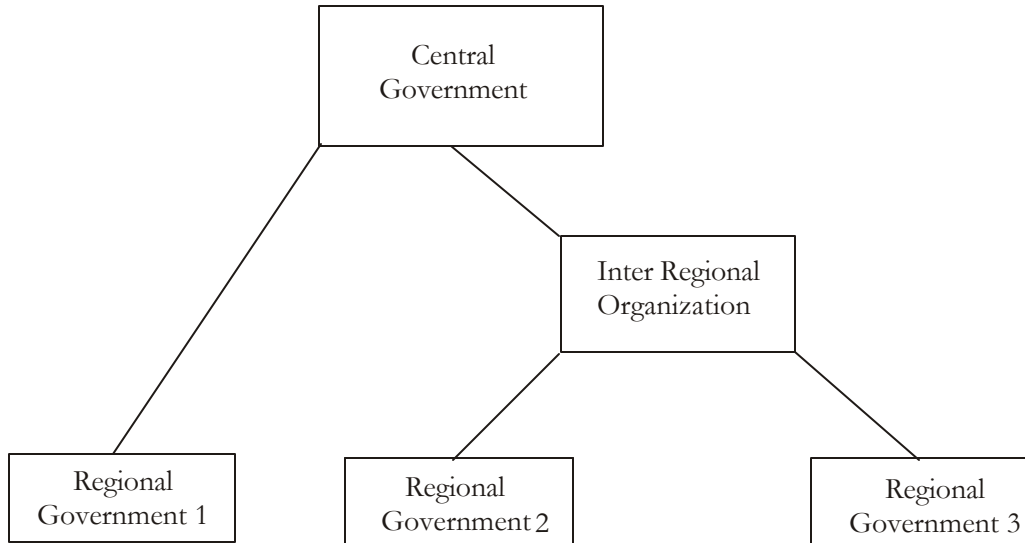 Central
Government
Inter Regional
Organization
Regional
Government 1
Regional
Government 2
Regional
Government 3